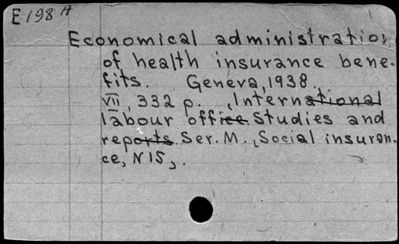 E198 A
Economical administration
of health insurance bene-
fits. Geneva, 1938
VII, 332 p., International
labour office Studies and
reports. Ser. M., Social insuran-
ce, N15,.